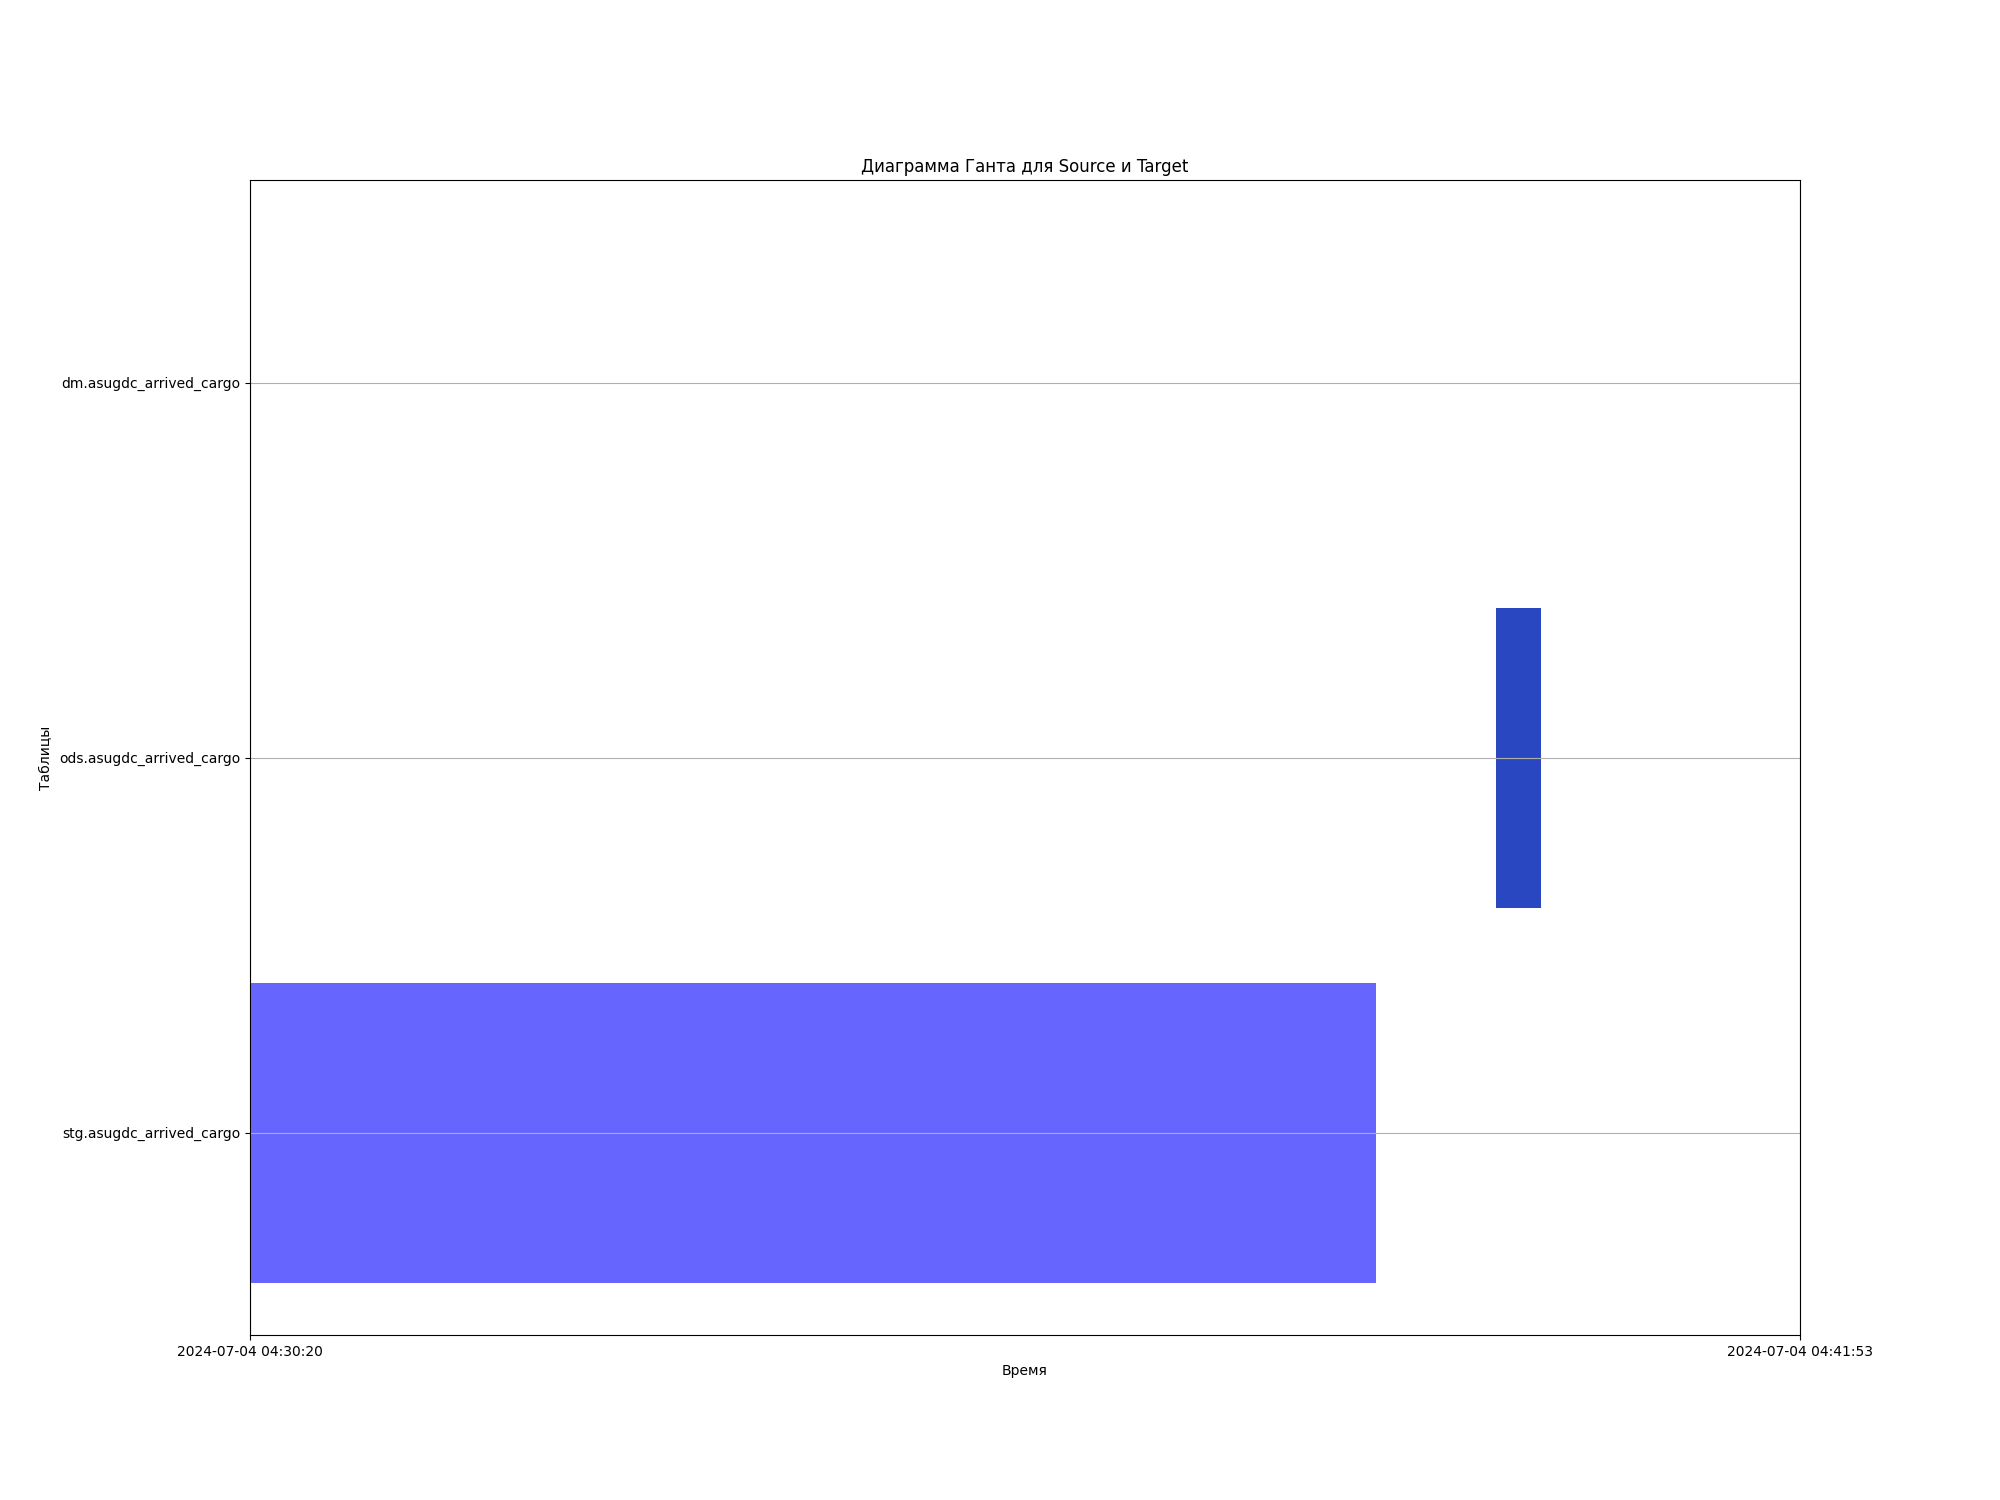 Диаграмма Ганта для Source и Target
dm.asugdc_arrived_cargo
ods.asugdc_arrived_cargo
stg.asugdc_arrived_cargo
Таблицы
2024-07-04 04:30:20
2024-07-04 04:41:53
Время